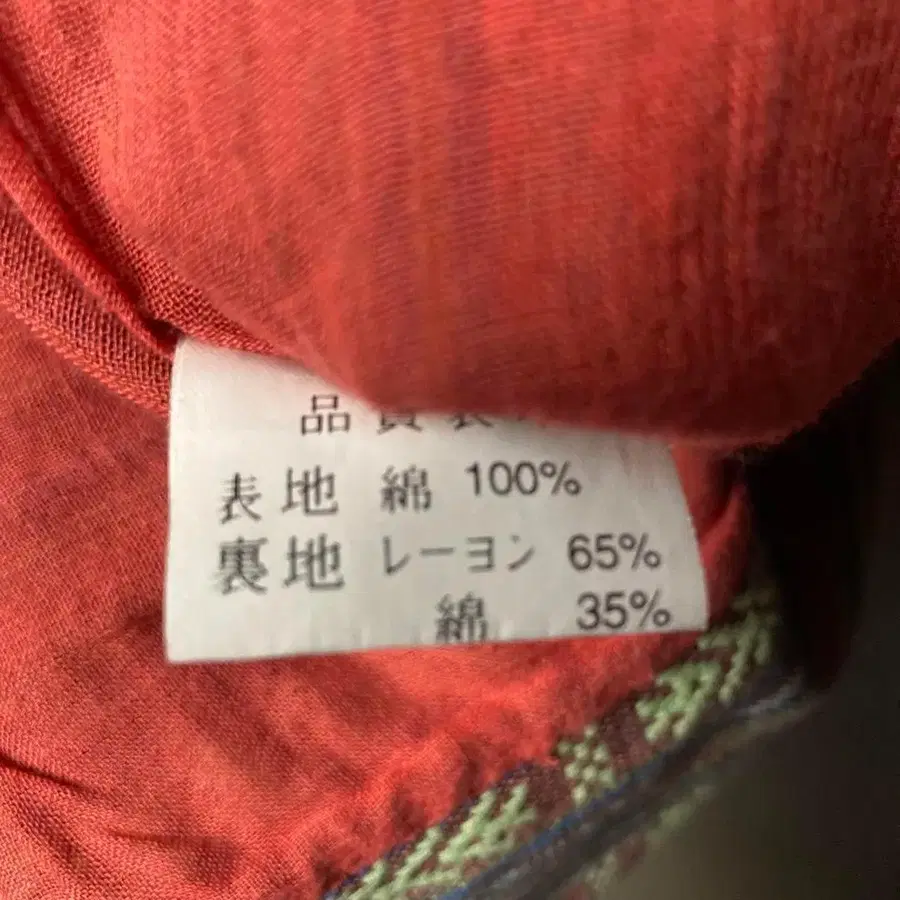 品質表
表地 綿 100%
裏地 レーヨン 65%
綿 35%